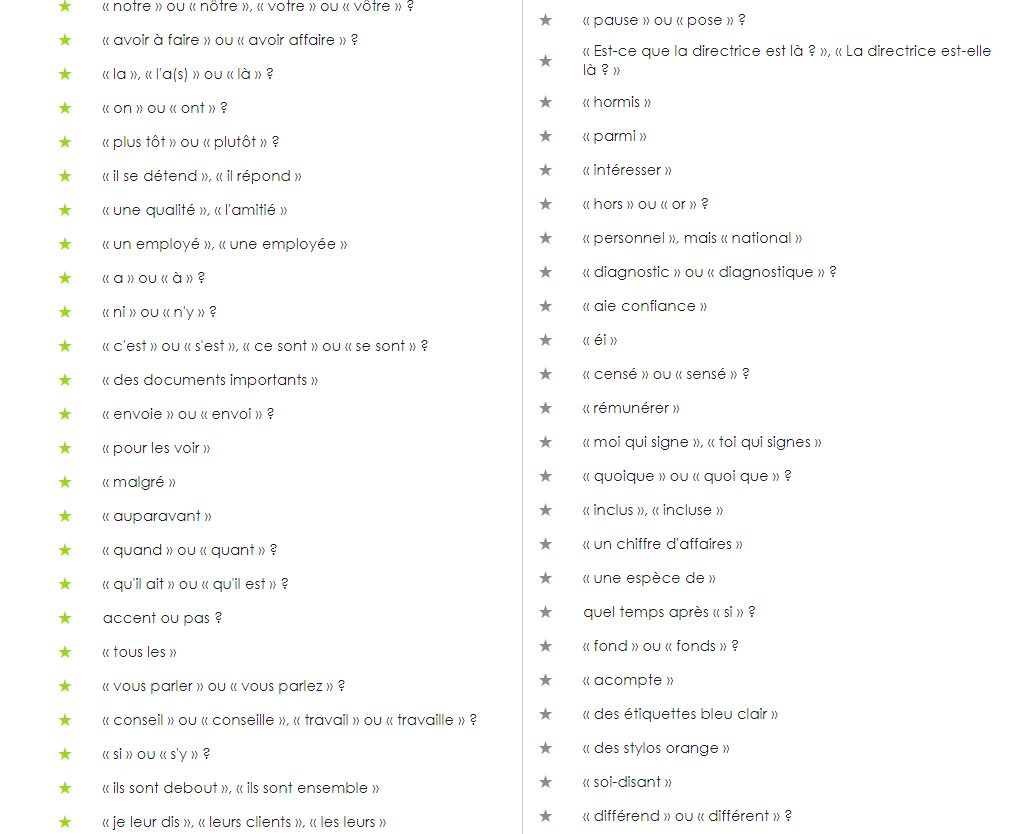 « notre » ou « nôtre », « votre » ou « vôtre » ?
« avoir à faire » ou « avoir affaire » ?
« la », « l'a(s) » ou « là » ?
« on » ou « ont » ?
« plus tôt » ou « plutôt » ?
« il se détend », « il répond »
« une qualité », « l'amitié »
« un employé », « une employée »
« a » ou « à » ?
« ni » ou « n'y » ?
« c'est » ou « s'est », « ce sont » ou « se sont » ?
« des documents importants »
« envoie » ou « envoi » ?
« pour les voir »
« malgré »
« auparavant »
« quand » ou « quant » ?
« qu'il ait » ou « qu'il est » ?
accent ou pas ?
« tous les »
« vous parler » ou « vous parlez » ?
« conseil » ou « conseille », « travail » ou « travaille » ?
« si » ou « s'y » ?
« ils sont debout », « ils sont ensemble »
« je leur dis », « leurs clients », « les leurs »
« pause » ou « pose » ?
« Est-ce que la directrice est là ? », « La directrice est-elle
là ? »
« hormis »
« parmi »
« intéresser »
« hors » ou « or » ?
« personnel », mais « national »
« diagnostic » ou « diagnostique » ?
« aie confiance »
« éi »
« censé » ou « sensé » ?
« rémunérer »
« moi qui signe », « toi qui signes »
« quoique » ou « quoi que » ?
« inclus », « incluse »
« un chiffre d'affaires »
« une espèce de »
quel temps après « si » ?
« fond » ou « fonds » ?
« acompte »
« des étiquettes bleu clair »
« des stylos orange »
« soi-disant »
« différend » ou « différent » ?